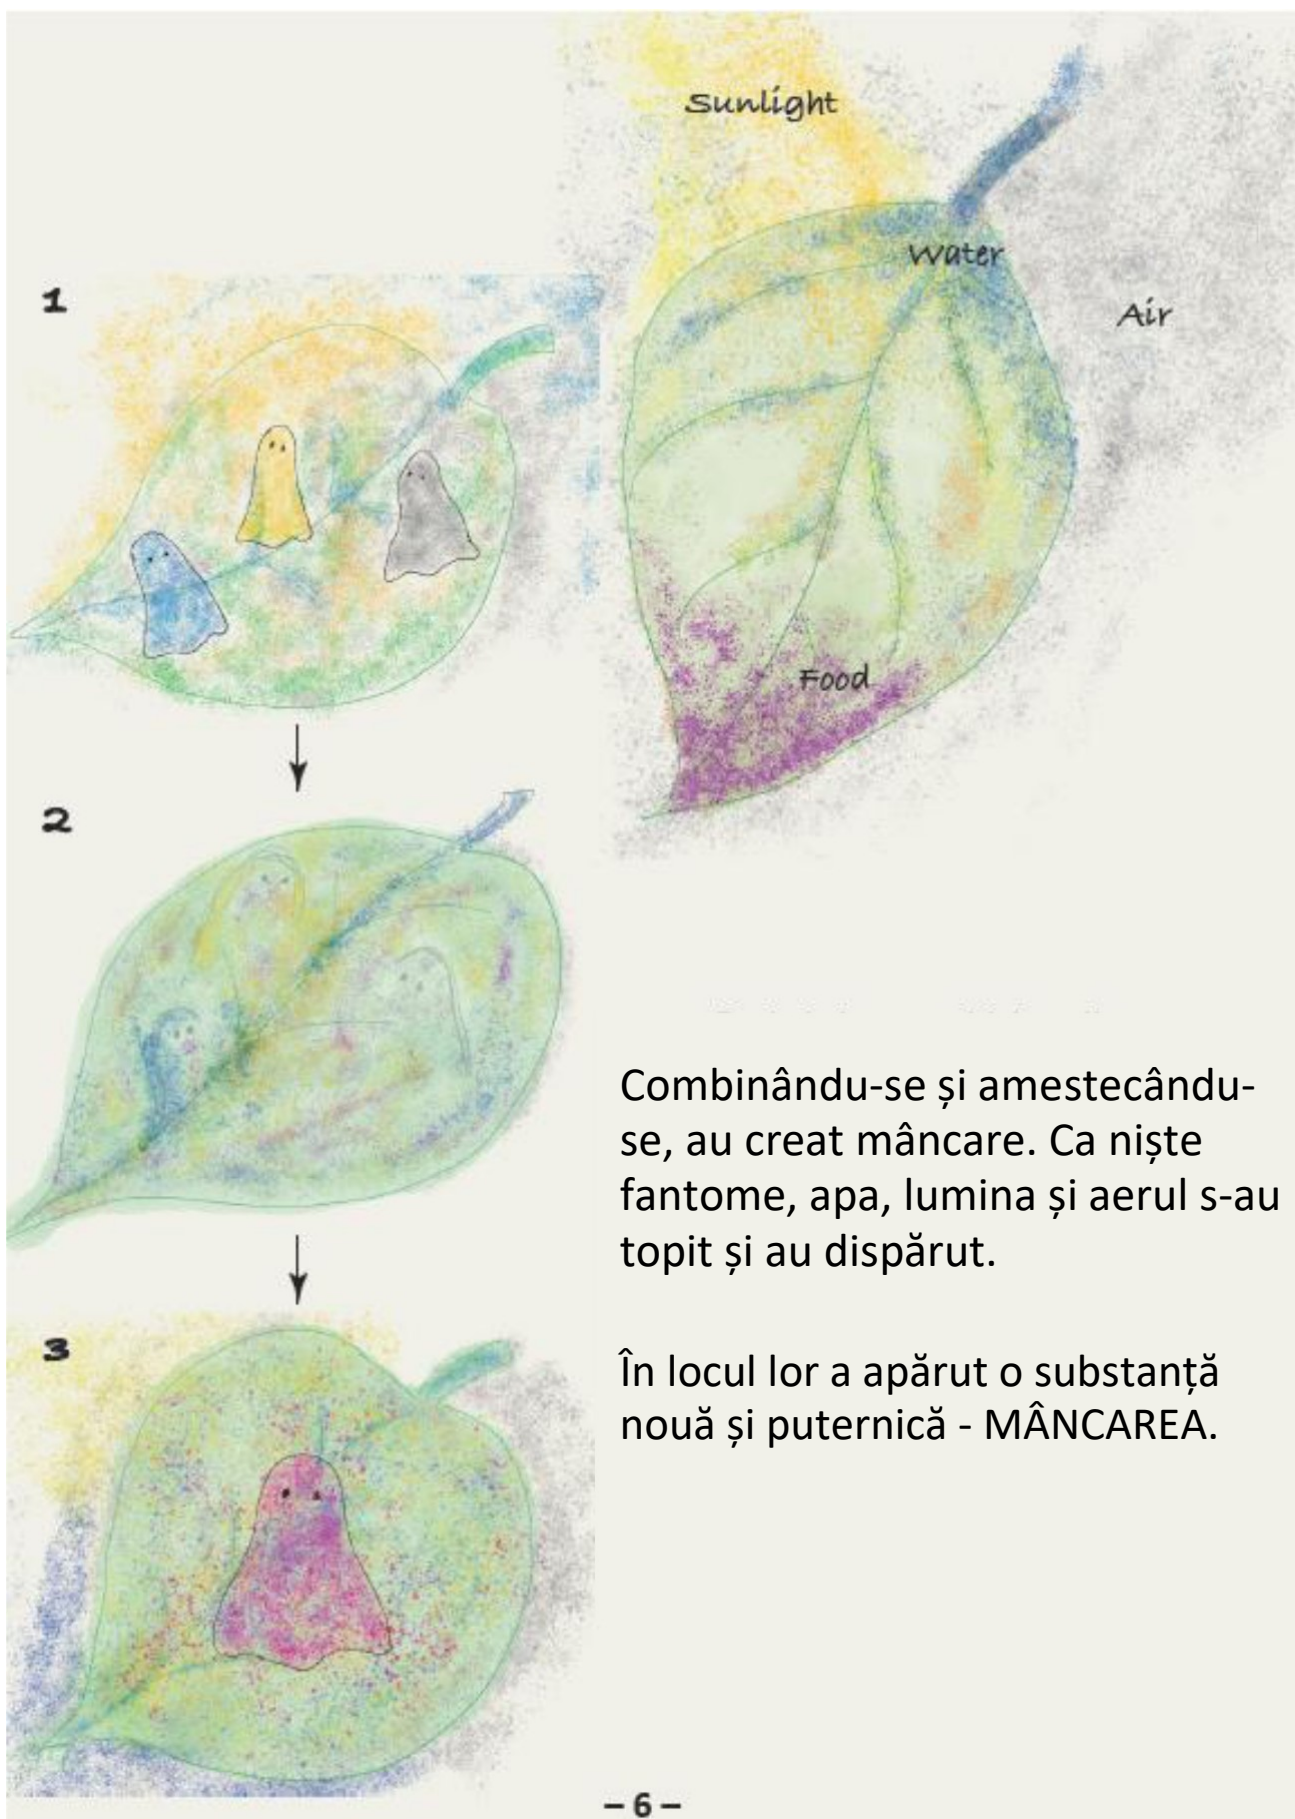 Sunlight
Water
Air
Food
1
2
3
Combinându-se și amestecându-
se, au creat mâncare. Ca niște
fantome, apa, lumina și aerul s-au
topit și au dispărut.
În locul lor a apărut o substanță
nouă și puternică - MÂNCAREA.
– 6 –